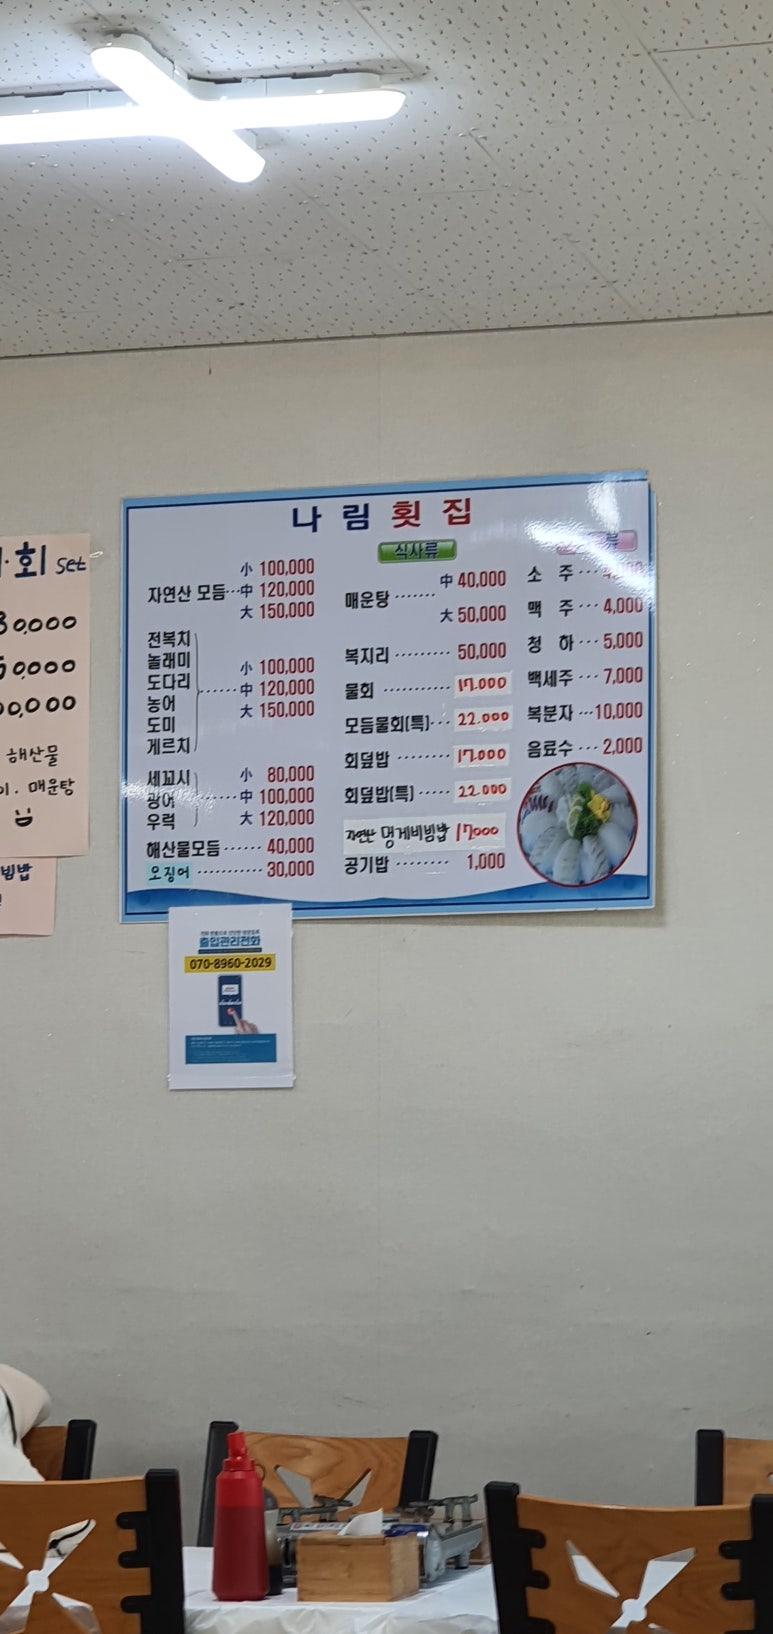 나림횟집
小 100,000
자연산 모듬 ··· 中 120,000
大 150,000
전복치
놀래미
도다리
농어
도미
게르치
小 100,000
中 120,000
大 150,000
세꼬시
광어
우럭
小 80,000
中 100,000
大 120,000
해산물모듬 ······ 40,000
오징어 ··········· 30,000
식사류
매운탕 ······· 中 40,000
大 50,000
복지리 ········· 50,000
물회 ··········· 17.000
모듬물회(특)··· 22.000
회덮밥 ········ 17.000
회덮밥(특) ····· 22.000
자연산 멍게비빔밥 17000
공기밥 ········ 1,000
류
소 주 ···
맥 주 ··· 4,000
청 하 ··· 5,000
백세주 ··· 7,000
복분자 ···10,000
음료수 ··· 2,000
회 set
해산물
매운탕
빔밥
출입관리전화
070-8960-2029